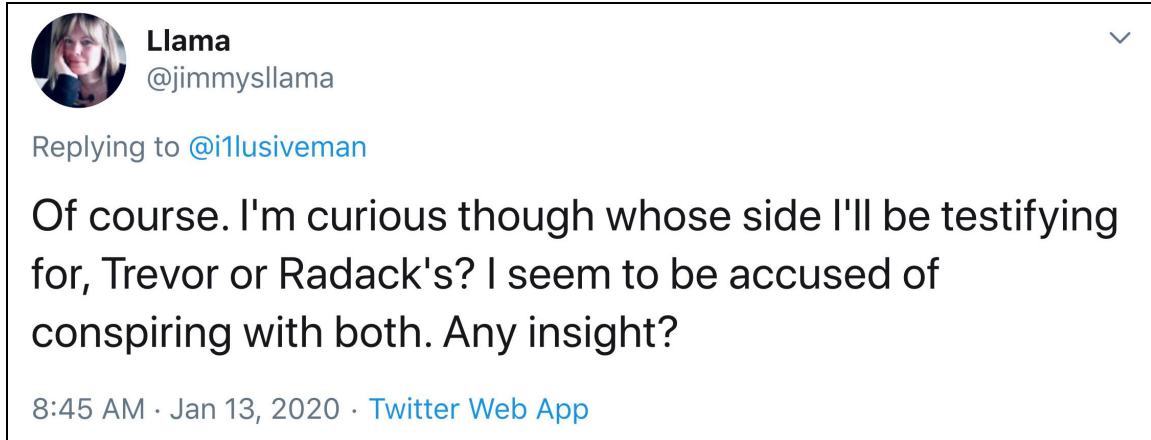 Llama
@jimmysllama
Replying to @i1lusiveman
Of course. I'm curious though whose side I'll be testifying
for, Trevor or Radack's? I seem to be accused of
conspiring with both. Any insight?
8:45 AM · Jan 13, 2020 · Twitter Web App